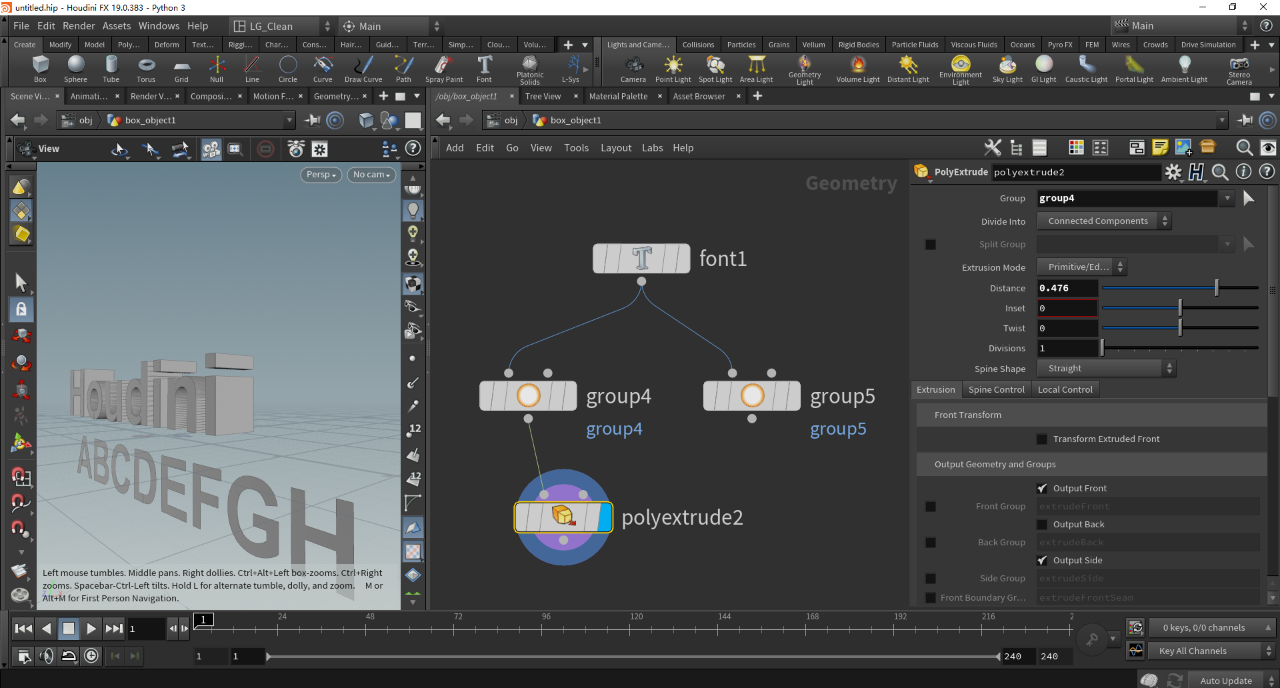 untitled.hip - Houdini FX 19.0.383 - Python 3
File Edit Render Assets Windows Help LG_Clean Main Main
Create Modify Model Poly... Deform Text... Riggi... Char... Cons... Hair... Guid... Terr... Simp... Clou... Volu...
Lights and Came... Collisions Particles Grains Vellum Rigid Bodies Particle Fluids Viscous Fluids Oceans Pyro FX FEM Wires Crowds Drive Simulation
Box Sphere Tube Torus Grid Null Line Circle Curve Draw Curve Path Spray Paint Font Platonic Solids L-Sys
Camera Point Light Spot Light Area Light Geometry Light Volume Light Distant Light Environment Light Sky Light GI Light Caustic Light Portal Light Ambient Light Stereo Camera
Scene Vi... Animati... Render V... Composi... Motion F... Geometry...
/obj/box_object1 Tree View Material Palette Asset Browser
obj box_object1
obj box_object1
View
Add Edit Go View Tools Layout Labs Help
Persp No cam
Houdini
ABCDEFGH
Left mouse tumbles. Middle pans. Right dollies. Ctrl+Alt+Left box-zooms. Ctrl+Right
zooms. Spacebar-Ctrl-Left tilts. Hold L for alternate tumble, dolly, and zoom. M or
Alt+M for First Person Navigation.
12
12
Geometry
font1
group4
group4
group5
group5
polyextrude2
PolyExtrude polyextrude2
Group group4
Divide Into Connected Components
Split Group
Extrusion Mode Primitive/Ed...
Distance 0.476
Inset 0
Twist 0
Divisions 1
Spine Shape Straight
Extrusion Spine Control Local Control
Front Transform
Transform Extruded Front
Output Geometry and Groups
Output Front
Front Group extrudeFront
Output Back
Back Group extrudeBack
Output Side
Side Group extrudeSide
Front Boundary Gr... extrudeFrontSeam
1 1 24 48 72 96 120 144 168 192 216 2
0 keys, 0/0 channels
1 1 240 240
Key All Channels
Auto Update